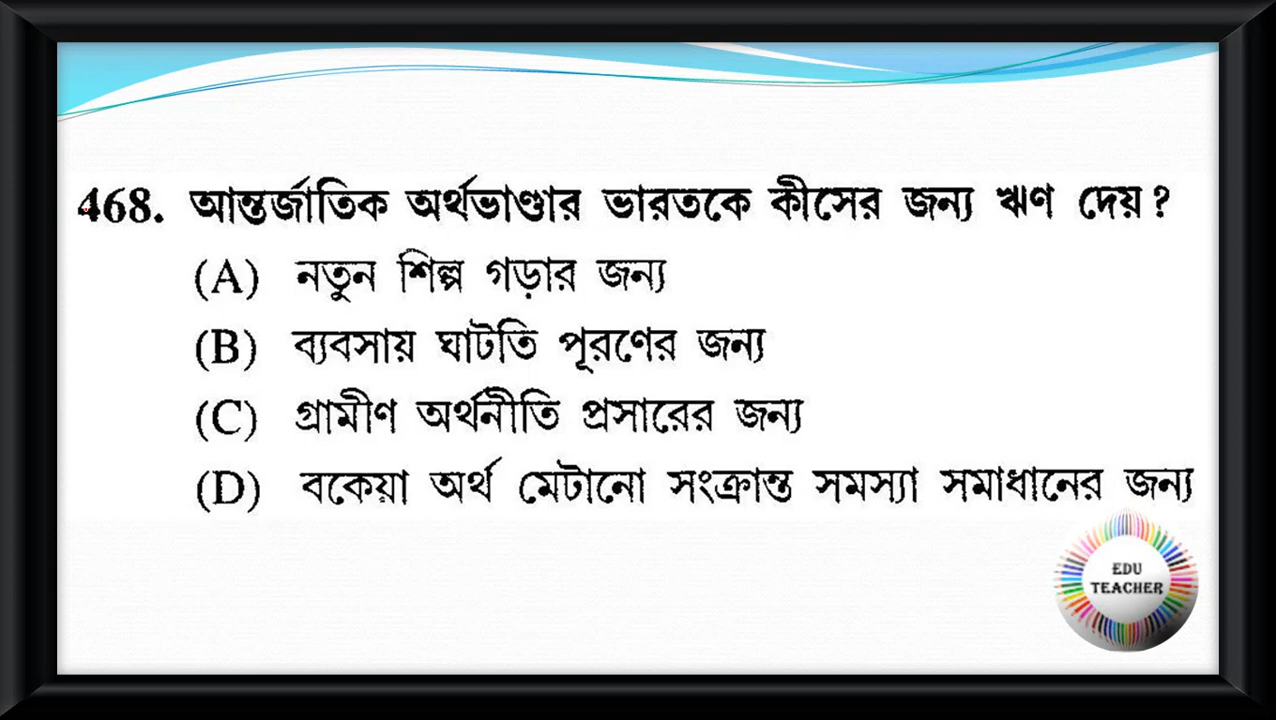 468. আন্তর্জাতিক অর্থভাণ্ডার ভারতকে কীসের জন্য ঋণ দেয়?
(A) নতুন শিল্প গড়ার জন্য
(B) ব্যবসায় ঘাটতি পূরণের জন্য
(C) গ্রামীণ অর্থনীতি প্রসারের জন্য
(D) বকেয়া অর্থ মেটানো সংক্রান্ত সমস্যা সমাধানের জন্য
EDU
TEACHER